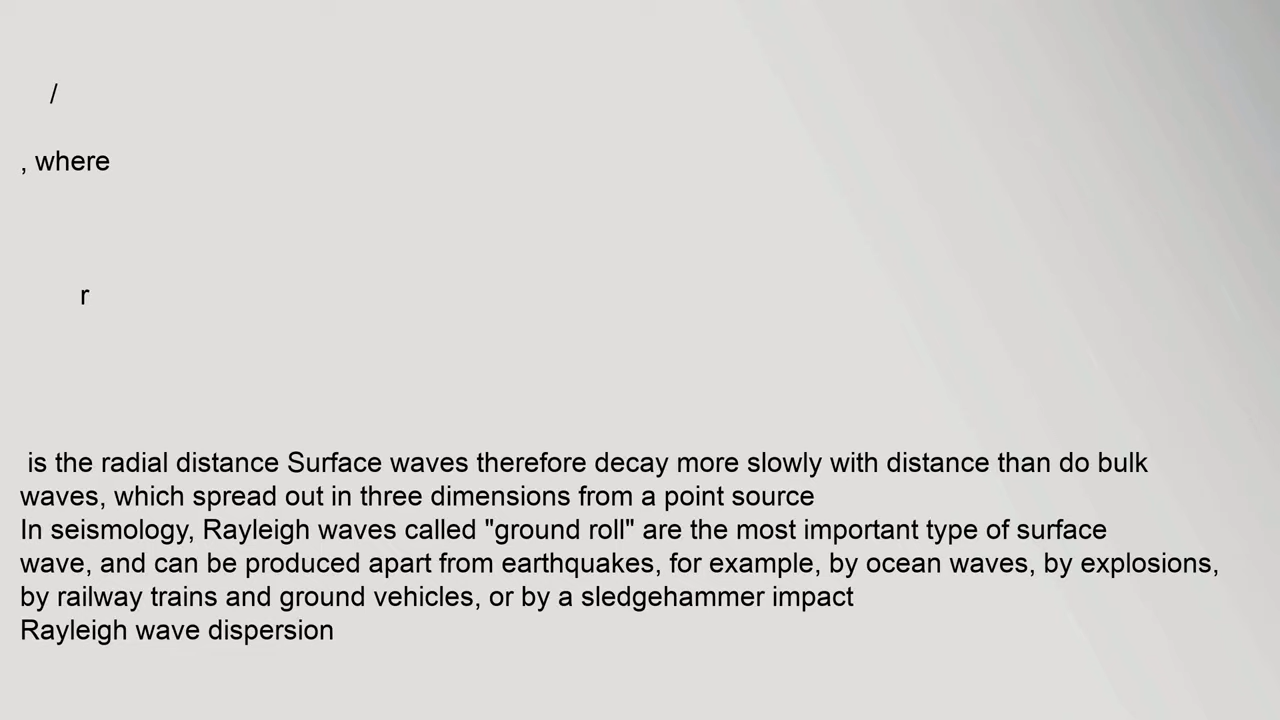 /
, where
r
is the radial distance Surface waves therefore decay more slowly with distance than do bulk
waves, which spread out in three dimensions from a point source
In seismology, Rayleigh waves called "ground roll" are the most important type of surface
wave, and can be produced apart from earthquakes, for example, by ocean waves, by explosions,
by railway trains and ground vehicles, or by a sledgehammer impact
Rayleigh wave dispersion